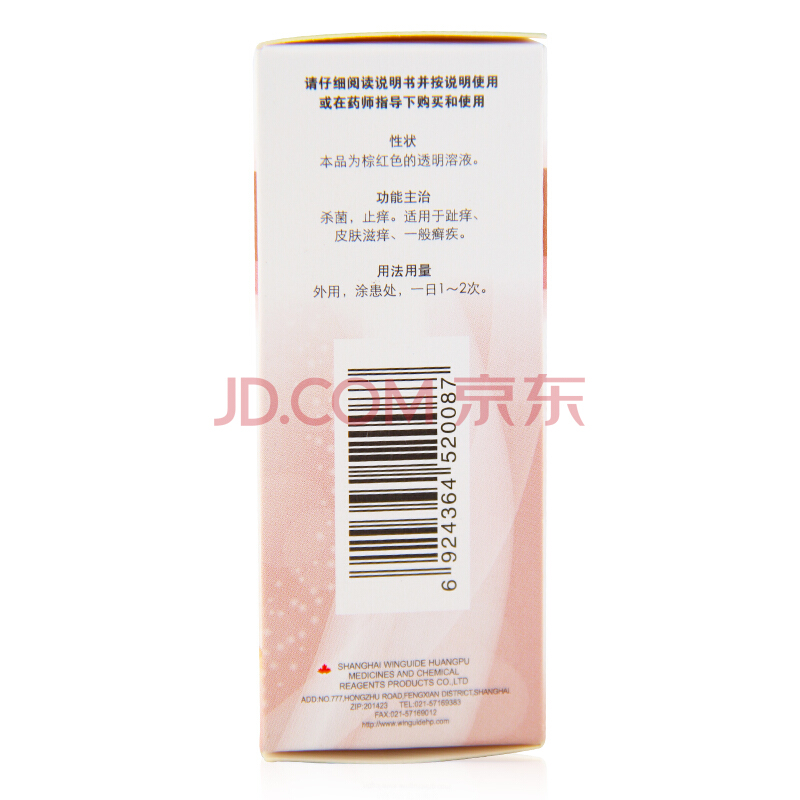 请仔细阅读说明书并按说明使用
或在药师指导下购买和使用
性状
本品为棕红色的透明溶液。
功能主治
杀菌，止痒。适用于趾痒、
皮肤滋痒、一般癣疾。
用法用量
外用，涂患处，一日1～2次。
JD.COM 京东
6 924364 520087
SHANGHAI WINGUIDE HUANGPU
MEDICINES AND CHEMICAL
REAGENTS PRODUCTS CO.,LTD
ADD:NO.777,HONGZHU ROAD,FENGXIAN DISTRICT,SHANGHAI
ZIP:201423 TEL:021-57169383
FAX:021-57169012
http://www.winguidehp.com